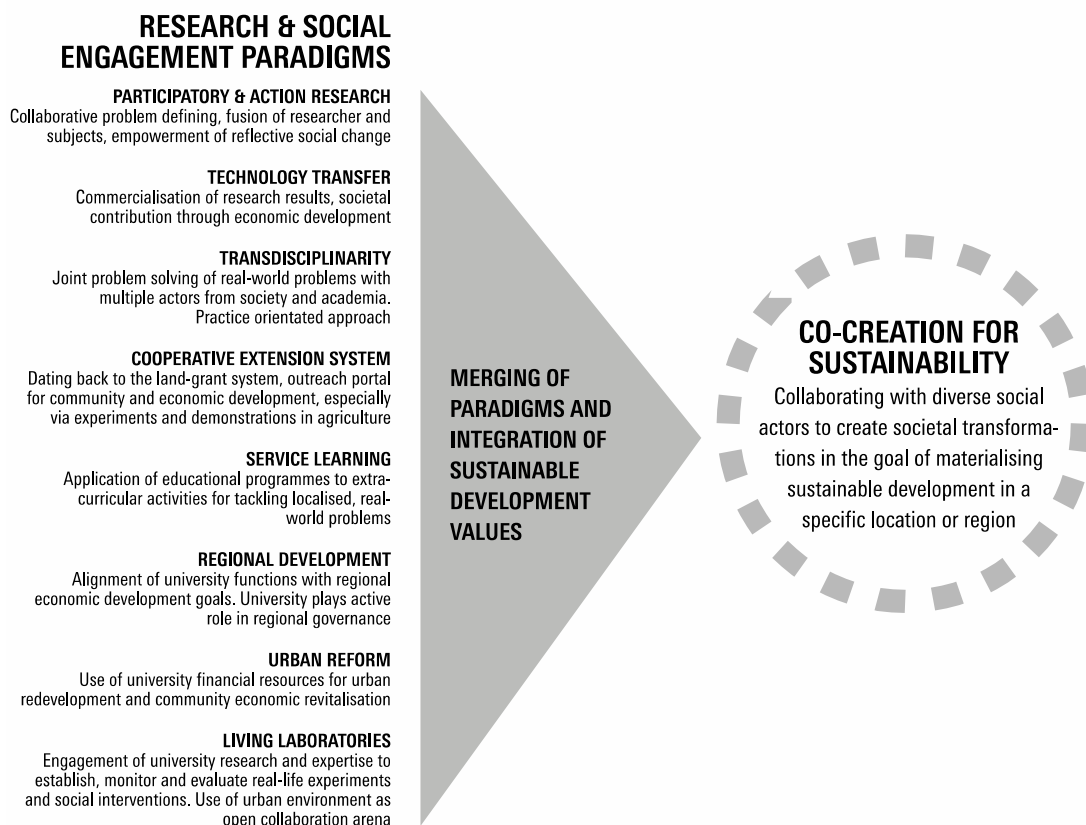 RESEARCH & SOCIAL
ENGAGEMENT PARADIGMS
PARTICIPATORY & ACTION RESEARCH
Collaborative problem defining, fusion of researcher and
subjects, empowerment of reflective social change
TECHNOLOGY TRANSFER
Commercialisation of research results, societal
contribution through economic development
TRANSDISCIPLINARITY
Joint problem solving of real-world problems with
multiple actors from society and academia.
Practice orientated approach
COOPERATIVE EXTENSION SYSTEM
Dating back to the land-grant system, outreach portal
for community and economic development, especially
via experiments and demonstrations in agriculture
SERVICE LEARNING
Application of educational programmes to extra-
curricular activities for tackling localised, real-
world problems
REGIONAL DEVELOPMENT
Alignment of university functions with regional
economic development goals. University plays active
role in regional governance
URBAN REFORM
Use of university financial resources for urban
redevelopment and community economic revitalisation
LIVING LABORATORIES
Engagement of university research and expertise to
establish, monitor and evaluate real-life experiments
and social interventions. Use of urban environment as
open collaboration arena
MERGING OF
PARADIGMS AND
INTEGRATION OF
SUSTAINABLE
DEVELOPMENT
VALUES
CO-CREATION FOR
SUSTAINABILITY
Collaborating with diverse social
actors to create societal transforma-
tions in the goal of materialising
sustainable development in a
specific location or region